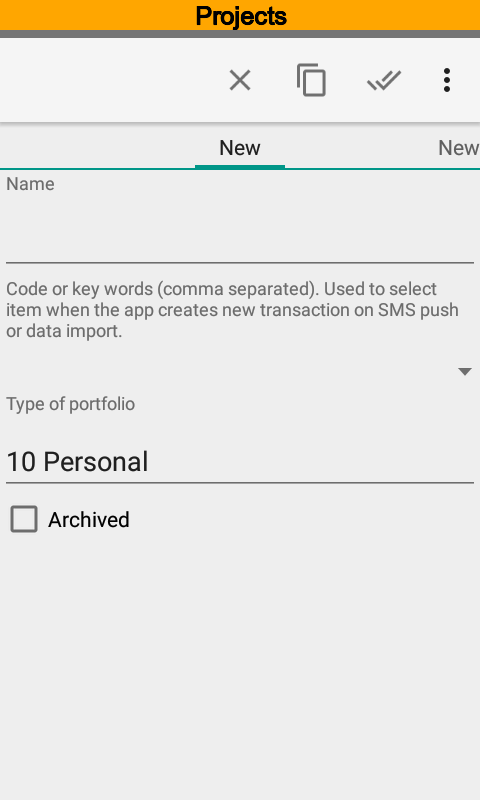 Projects
New
New
Name
Code or key words (comma separated). Used to select
item when the app creates new transaction on SMS push
or data import.
Type of portfolio
10 Personal
Archived